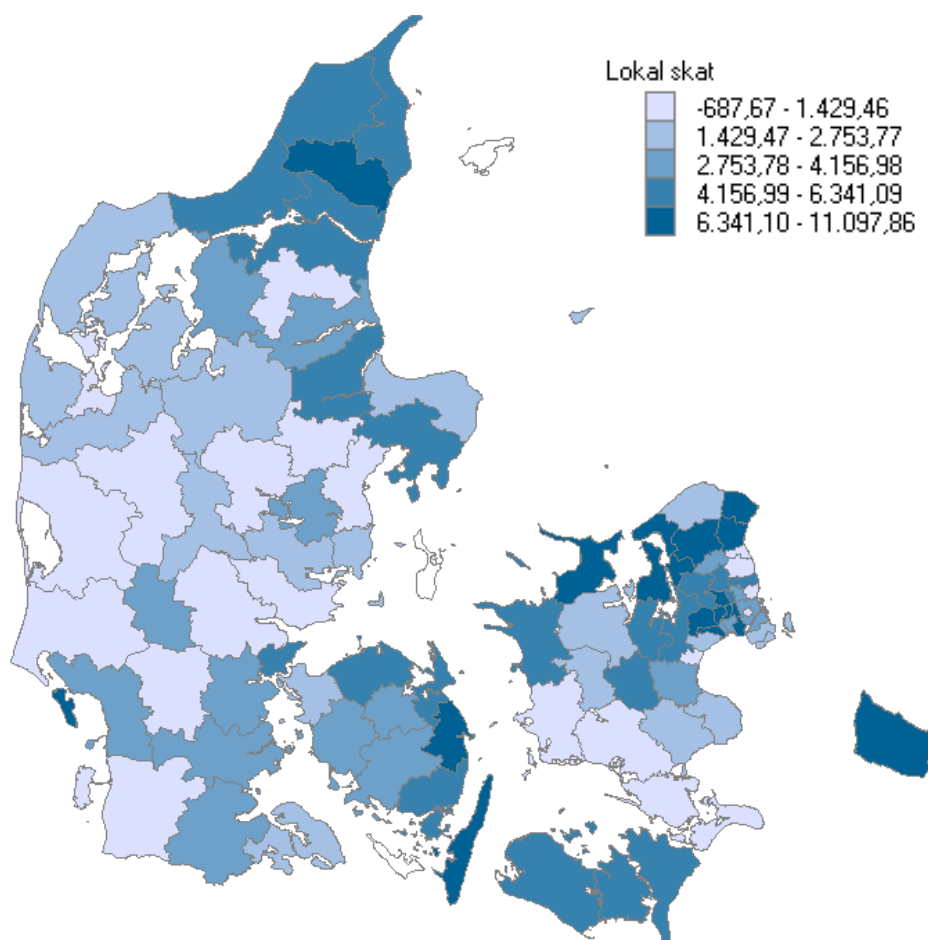 Lokal skat
-687,67 - 1.429,46
1.429,47 - 2.753,77
2.753,78 - 4.156,98
4.156,99 - 6.341,09
6.341,10 - 11.097,86